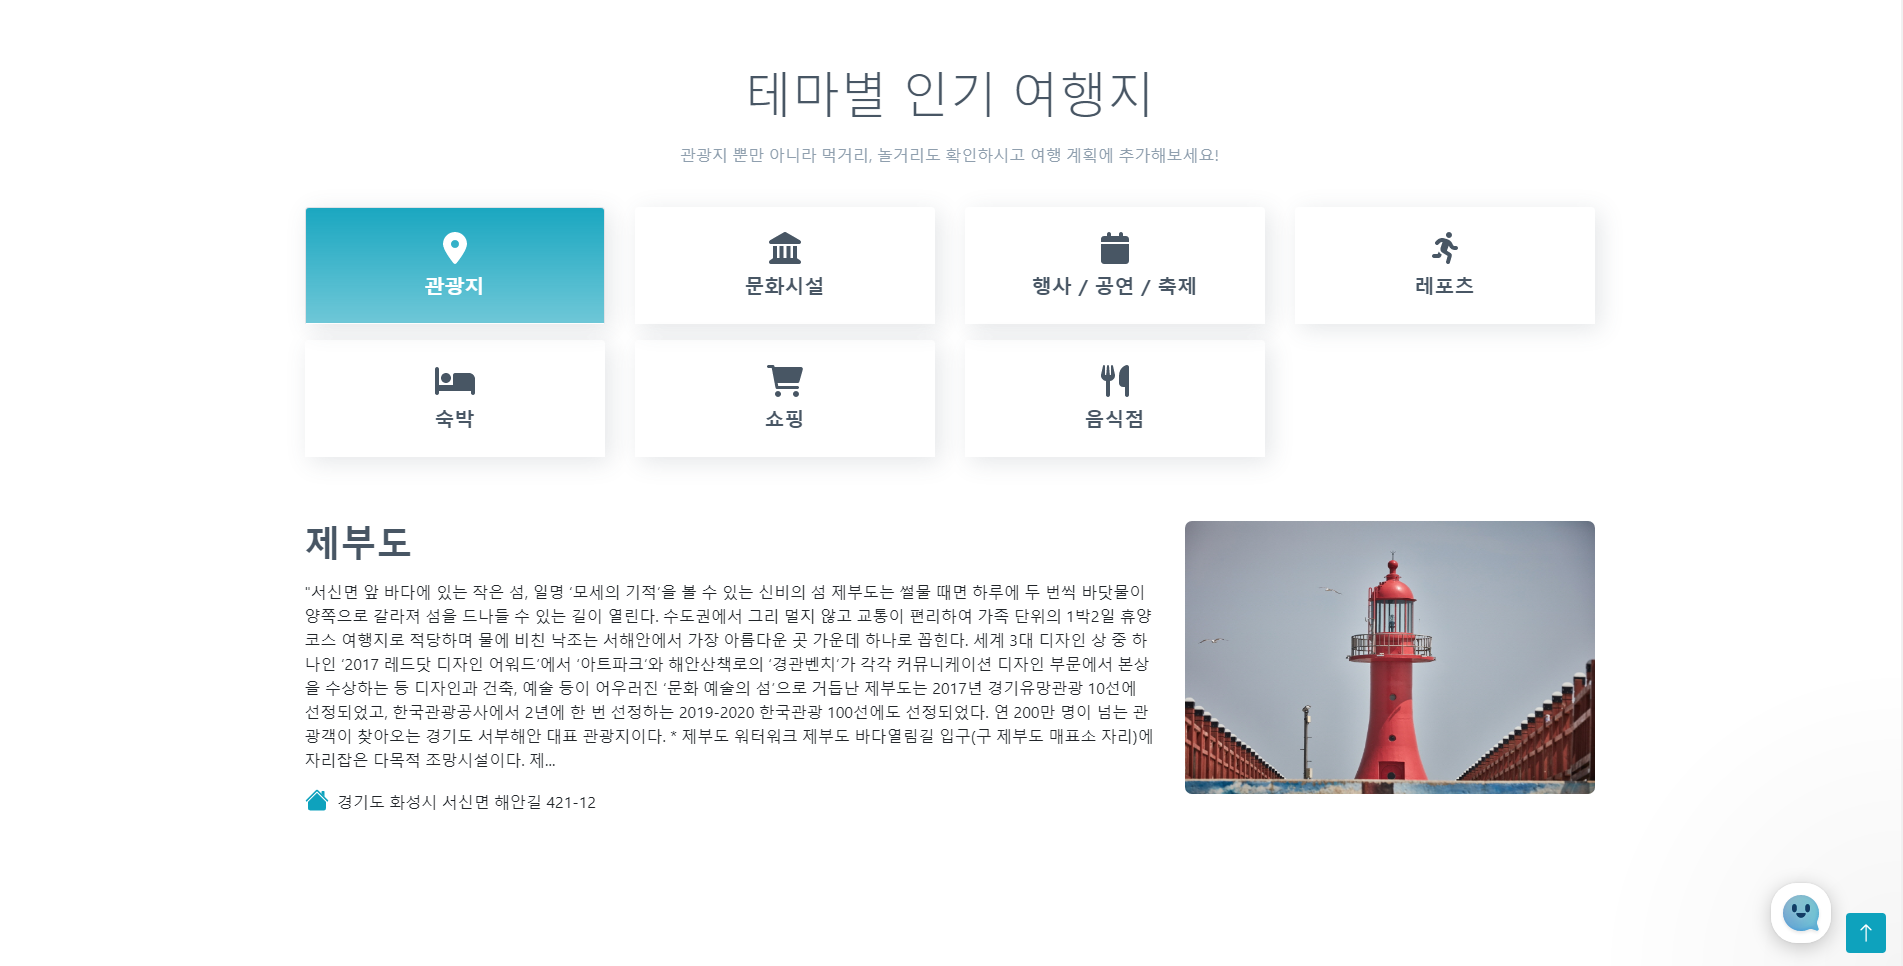 테마별 인기 여행지
관광지 뿐만 아니라 먹거리, 놀거리도 확인하시고 여행 계획에 추가해보세요!
관광지
문화시설
행사 / 공연 / 축제
레포츠
숙박
쇼핑
음식점
제부도
"서신면 앞 바다에 있는 작은 섬, 일명 ‘모세의 기적’을 볼 수 있는 신비의 섬 제부도는 썰물 때면 하루에 두 번씩 바닷물이
양쪽으로 갈라져 섬을 드나들 수 있는 길이 열린다. 수도권에서 그리 멀지 않고 교통이 편리하여 가족 단위의 1박2일 휴양
코스 여행지로 적당하며 물에 비친 낙조는 서해안에서 가장 아름다운 곳 가운데 하나로 꼽힌다. 세계 3대 디자인 상 중 하
나인 ‘2017 레드닷 디자인 어워드’에서 ‘아트파크’와 해안산책로의 ‘경관벤치’가 각각 커뮤니케이션 디자인 부문에서 본상
을 수상하는 등 디자인과 건축, 예술 등이 어우러진 ‘문화 예술의 섬’으로 거듭난 제부도는 2017년 경기유망관광 10선에
선정되었고, 한국관광공사에서 2년에 한 번 선정하는 2019-2020 한국관광 100선에도 선정되었다. 연 200만 명이 넘는 관
광객이 찾아오는 경기도 서부해안 대표 관광지이다. * 제부도 워터워크 제부도 바다열림길 입구(구 제부도 매표소 자리)에
자리잡은 다목적 조망시설이다. 제...
경기도 화성시 서신면 해안길 421-12